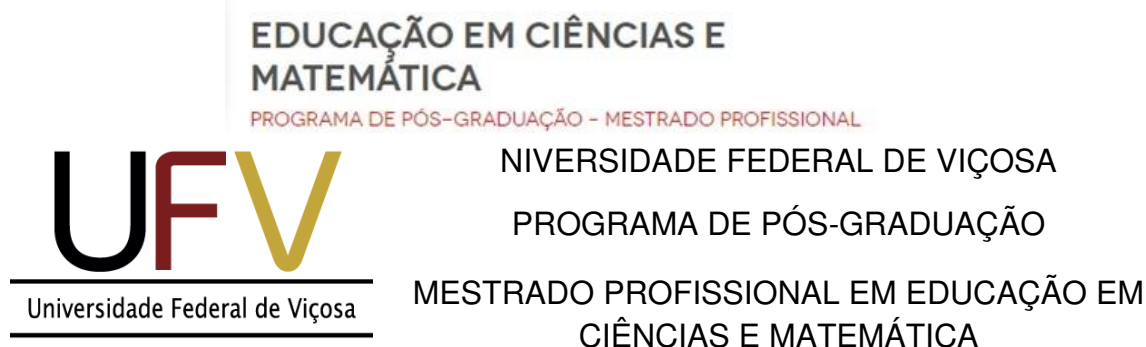 EDUCAÇÃO EM CIÊNCIAS E
MATEMÁTICA
PROGRAMA DE PÓS-GRADUAÇÃO - MESTRADO PROFISSIONAL
UFV
Universidade Federal de Viçosa
NIVERSIDADE FEDERAL DE VIÇOSA
PROGRAMA DE PÓS-GRADUAÇÃO
MESTRADO PROFISSIONAL EM EDUCAÇÃO EM
CIÊNCIAS E MATEMÁTICA